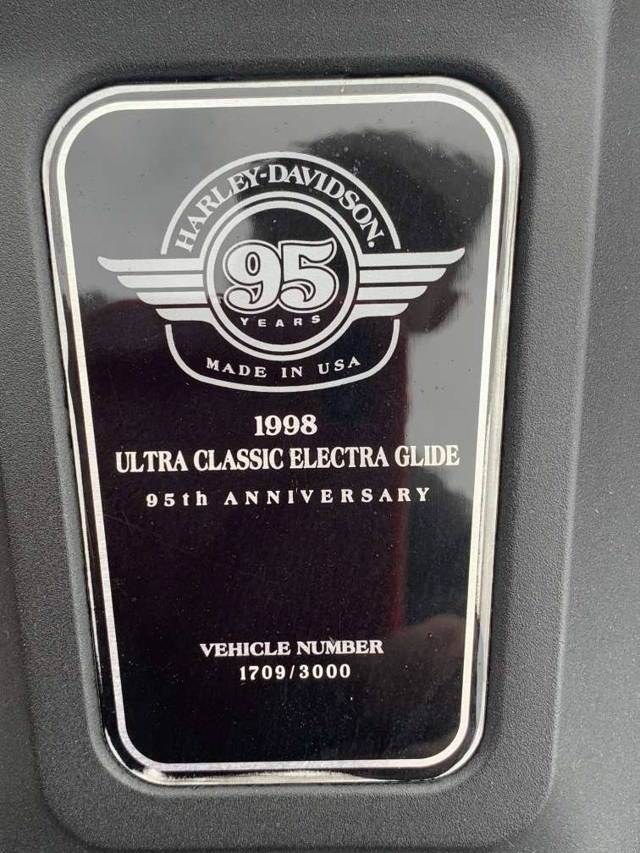 HARLEY-DAVIDSON.
95
YEARS
MADE IN USA
1998
ULTRA CLASSIC ELECTRA GLIDE
95th ANNIVERSARY
VEHICLE NUMBER
1709/3000